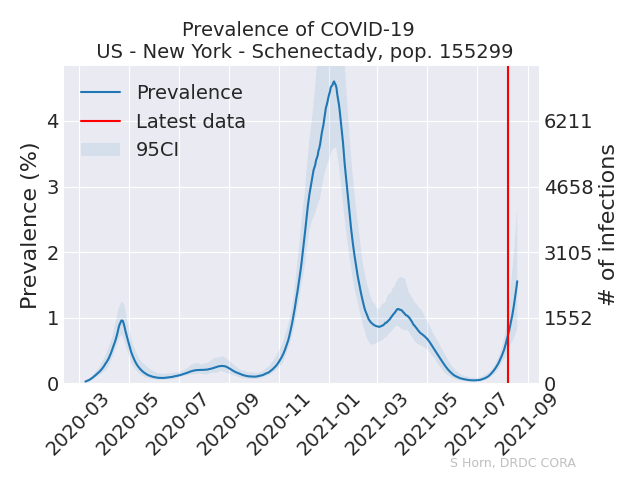 Prevalence of COVID-19
US - New York - Schenectady, pop. 155299
Prevalence
Latest data
95CI
Prevalence (%)
4
3
2
1
0
6211
4658
3105
1552
0
# of infections
2020-03
2020-05
2020-07
2020-09
2020-11
2021-01
2021-03
2021-05
2021-07
2021-09
S Horn, DRDC CORA